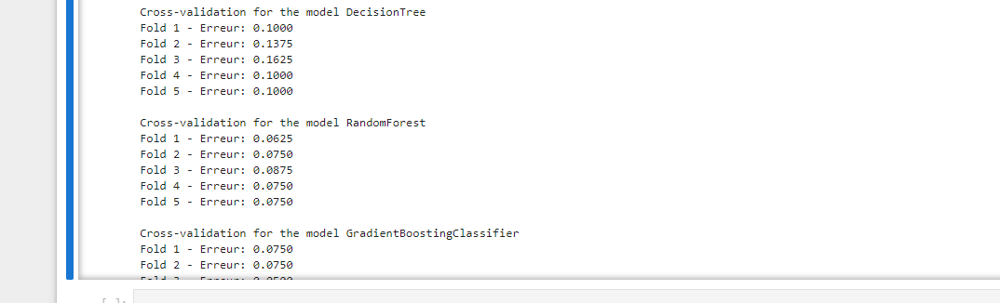 Cross-validation for the model DecisionTree
Fold 1 - Erreur: 0.1000
Fold 2 - Erreur: 0.1375
Fold 3 - Erreur: 0.1625
Fold 4 - Erreur: 0.1000
Fold 5 - Erreur: 0.1000
Cross-validation for the model RandomForest
Fold 1 - Erreur: 0.0625
Fold 2 - Erreur: 0.0750
Fold 3 - Erreur: 0.0875
Fold 4 - Erreur: 0.0750
Fold 5 - Erreur: 0.0750
Cross-validation for the model GradientBoostingClassifier
Fold 1 - Erreur: 0.0750
Fold 2 - Erreur: 0.0750
[ ]: